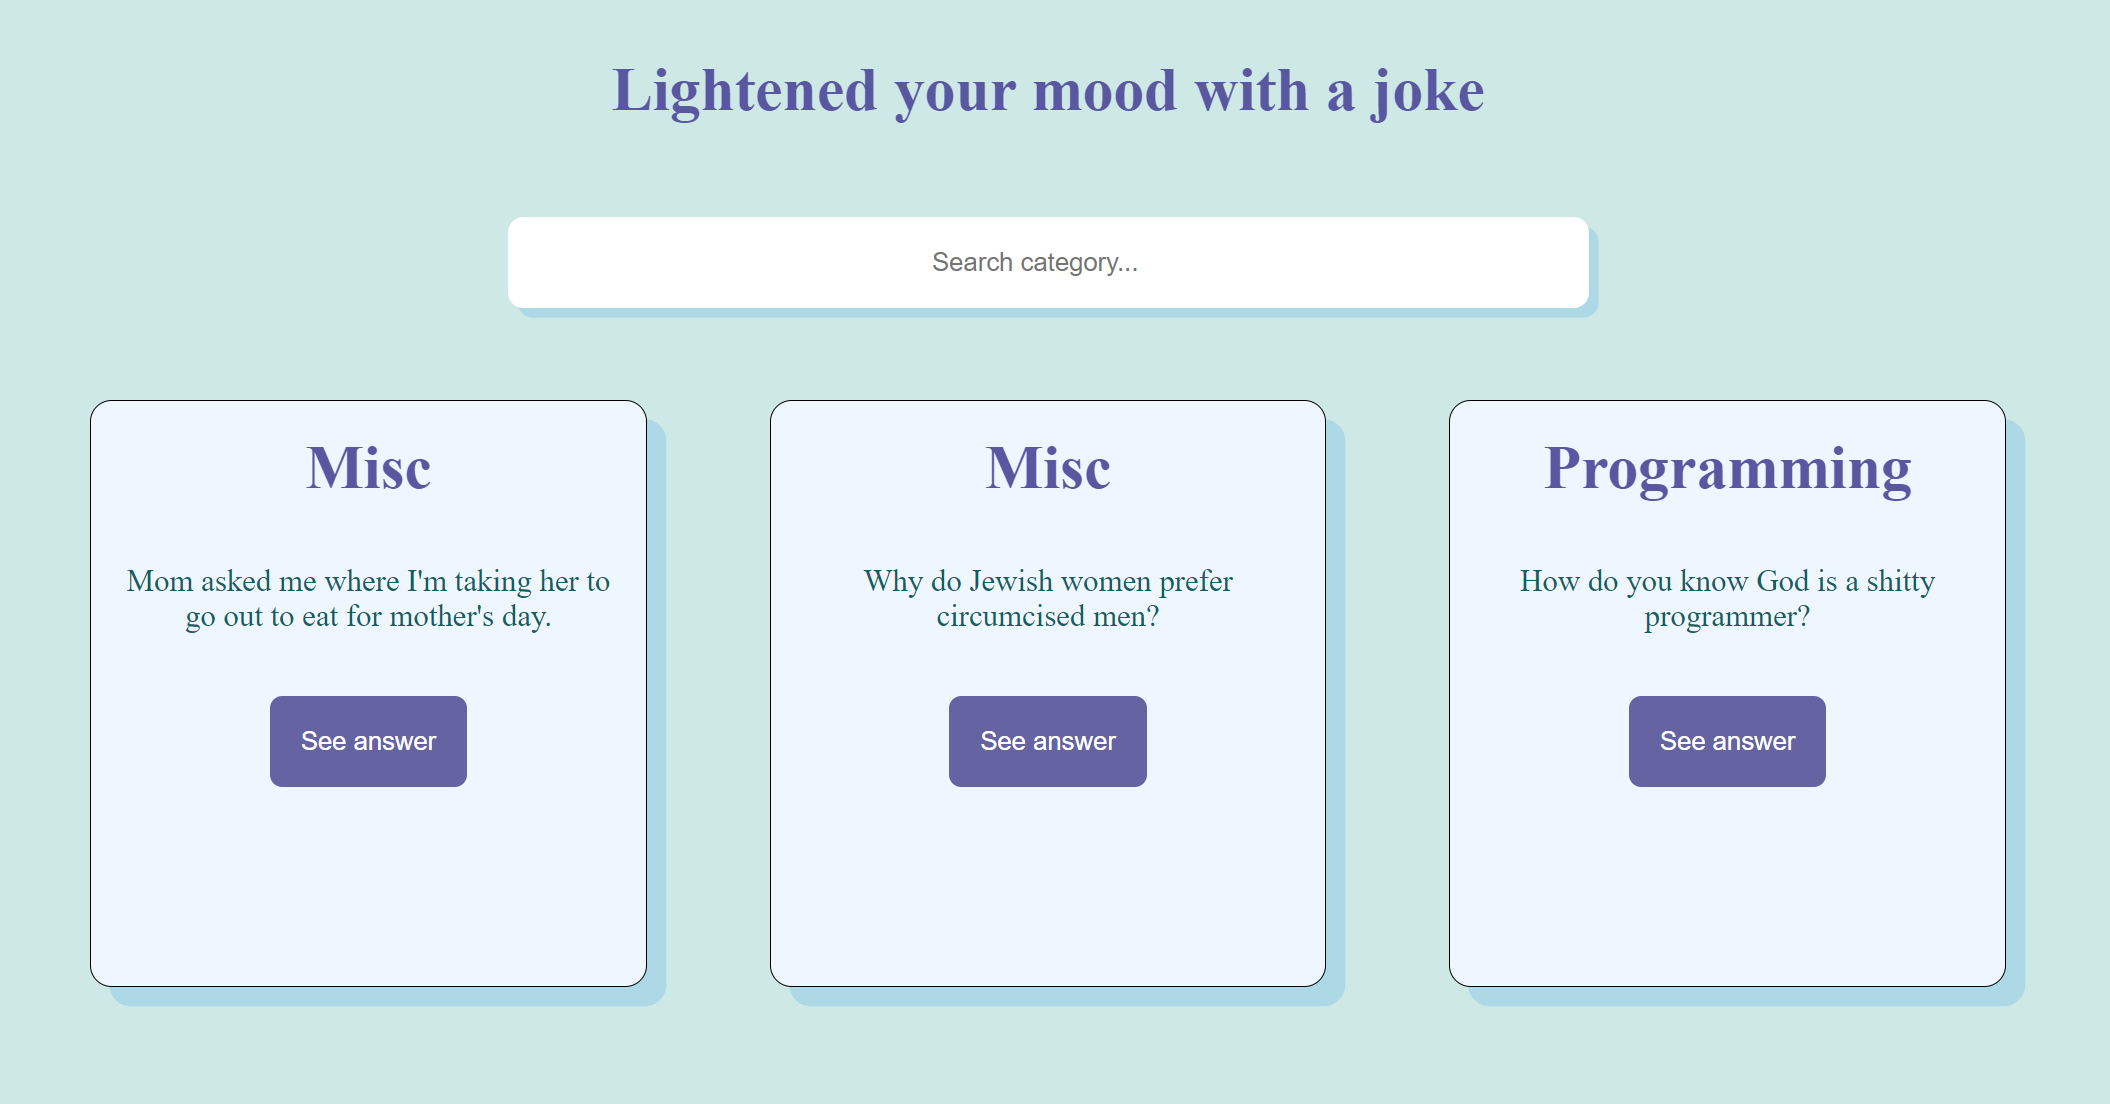 Lightened your mood with a joke
Search category...
Misc
Mom asked me where I'm taking her to
go out to eat for mother's day.
See answer
Misc
Why do Jewish women prefer
circumcised men?
See answer
Programming
How do you know God is a shitty
programmer?
See answer